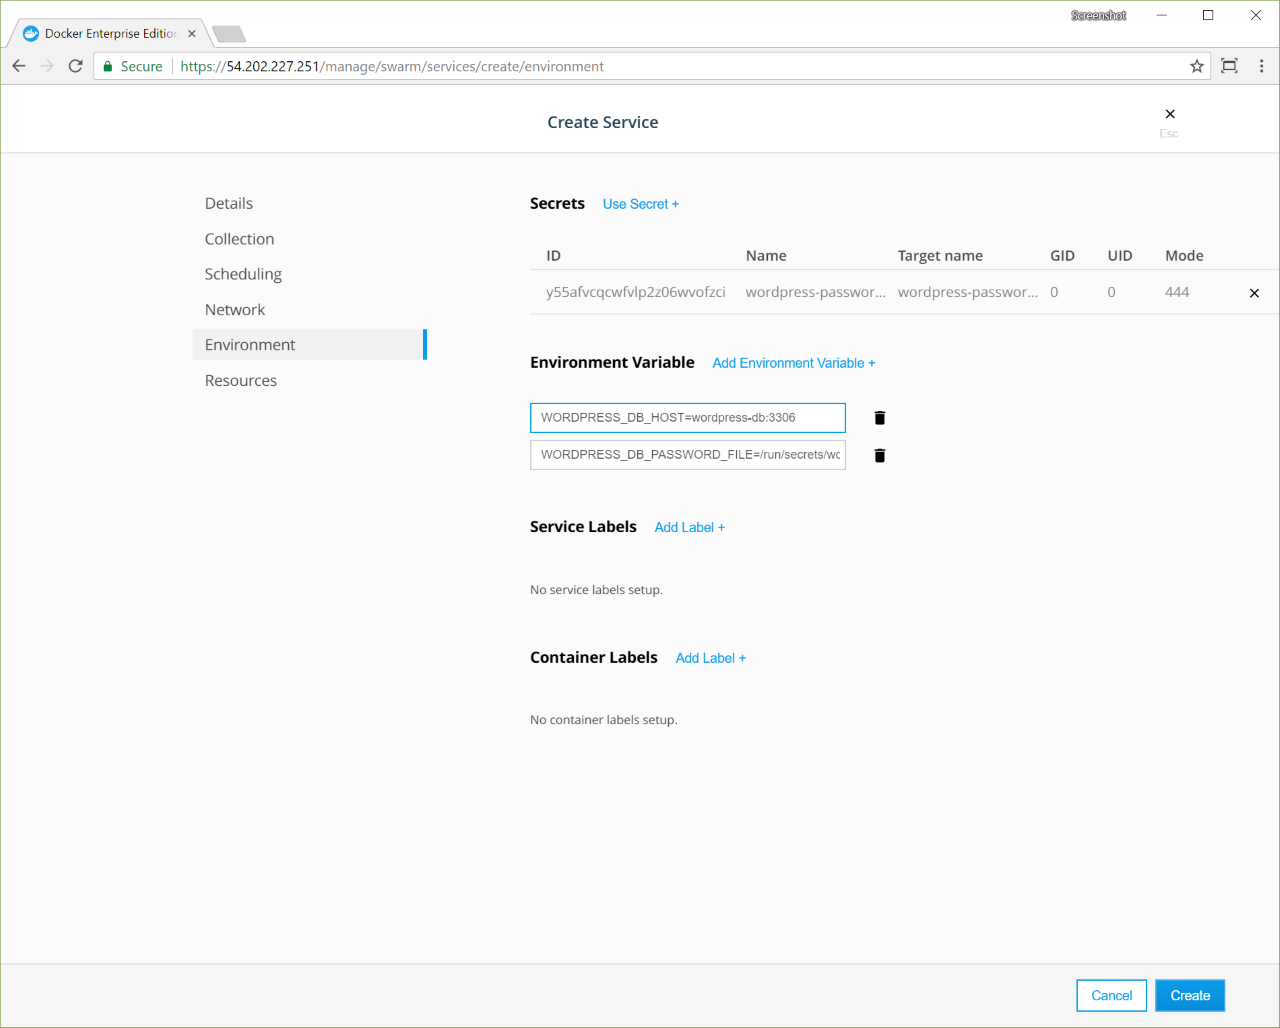 Screenshot
Docker Enterprise Edition
Secure https://54.202.227.251/manage/swarm/services/create/environment
Create Service
Esc
Details
Collection
Scheduling
Network
Environment
Resources
Secrets Use Secret +
ID Name Target name GID UID Mode
y55afvcqcwfvlp2z06wvofzci wordpress-passwor... wordpress-passwor... 0 0 444
Environment Variable Add Environment Variable +
WORDPRESS_DB_HOST=wordpress-db:3306
WORDPRESS_DB_PASSWORD_FILE=/run/secrets/wo
Service Labels Add Label +
No service labels setup.
Container Labels Add Label +
No container labels setup.
Cancel Create